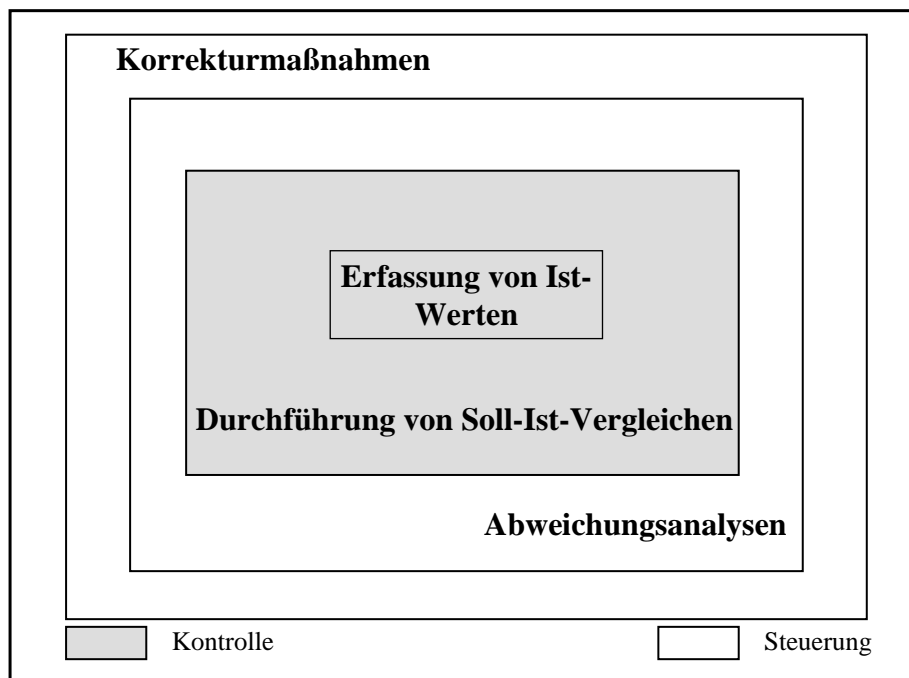 Korrekturmaßnahmen
Erfassung von Ist-
Werten
Durchführung von Soll-Ist-Vergleichen
Abweichungsanalysen
Kontrolle
Steuerung